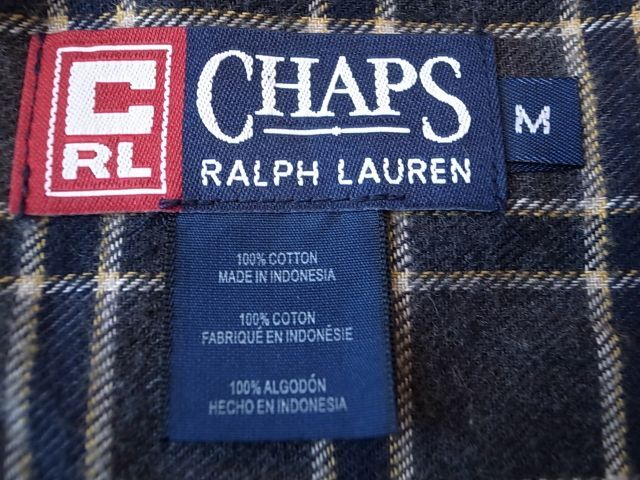 C
RL
CHAPS
RALPH LAUREN
M
100% COTTON
MADE IN INDONESIA
100% COTON
FABRIQUÉ EN INDONÉSIE
100% ALGODÓN
HECHO EN INDONESIA